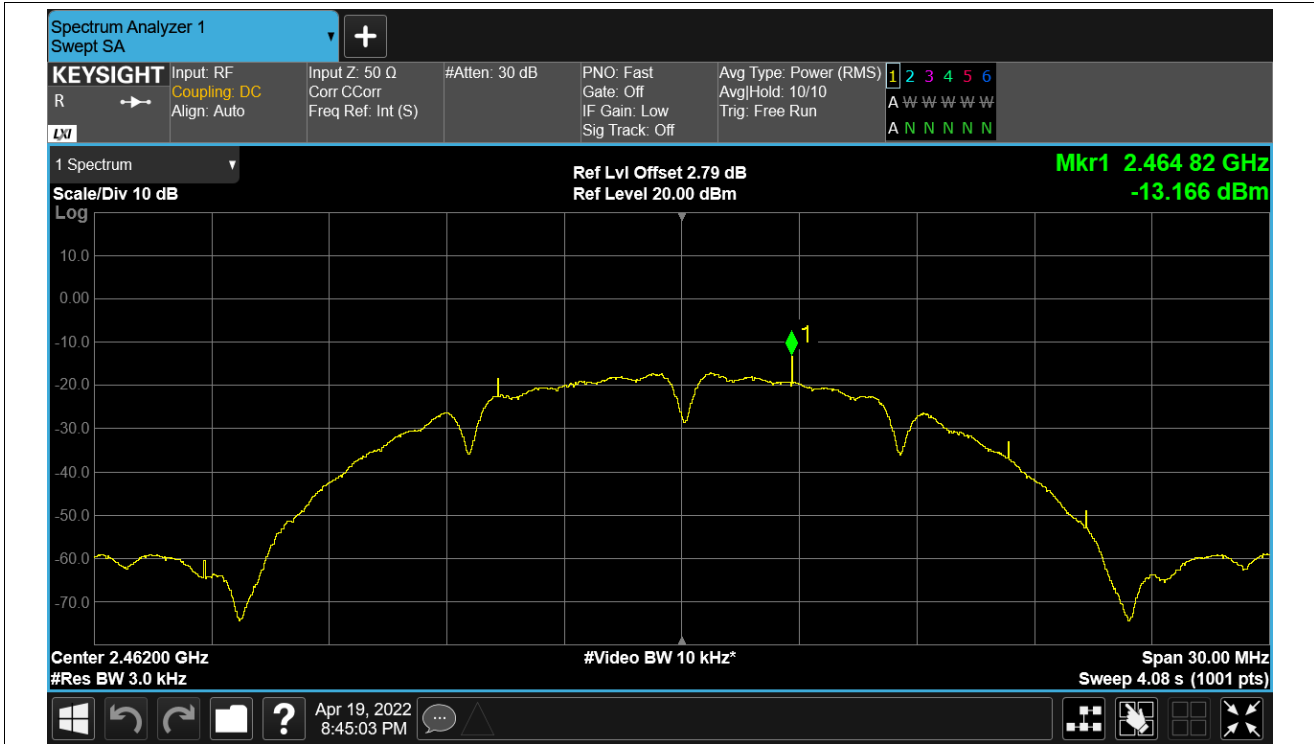 Spectrum Analyzer 1
Swept SA
+
KEYSIGHT
R
LXI
Input: RF
Coupling: DC
Align: Auto
Input Z: 50 Ω
Corr CCorr
Freq Ref: Int (S)
#Atten: 30 dB
PNO: Fast
Gate: Off
IF Gain: Low
Sig Track: Off
Avg Type: Power (RMS)
Avg|Hold: 10/10
Trig: Free Run
1 2 3 4 5 6
A W W W W W
A N N N N N
1 Spectrum
Scale/Div 10 dB
Log
Ref Lvl Offset 2.79 dB
Ref Level 20.00 dBm
Mkr1 2.464 82 GHz
-13.166 dBm
10.0
0.00
-10.0
-20.0
-30.0
-40.0
-50.0
-60.0
-70.0
1
Center 2.46200 GHz
#Res BW 3.0 kHz
#Video BW 10 kHz*
Span 30.00 MHz
Sweep 4.08 s (1001 pts)
?
Apr 19, 2022
8:45:03 PM